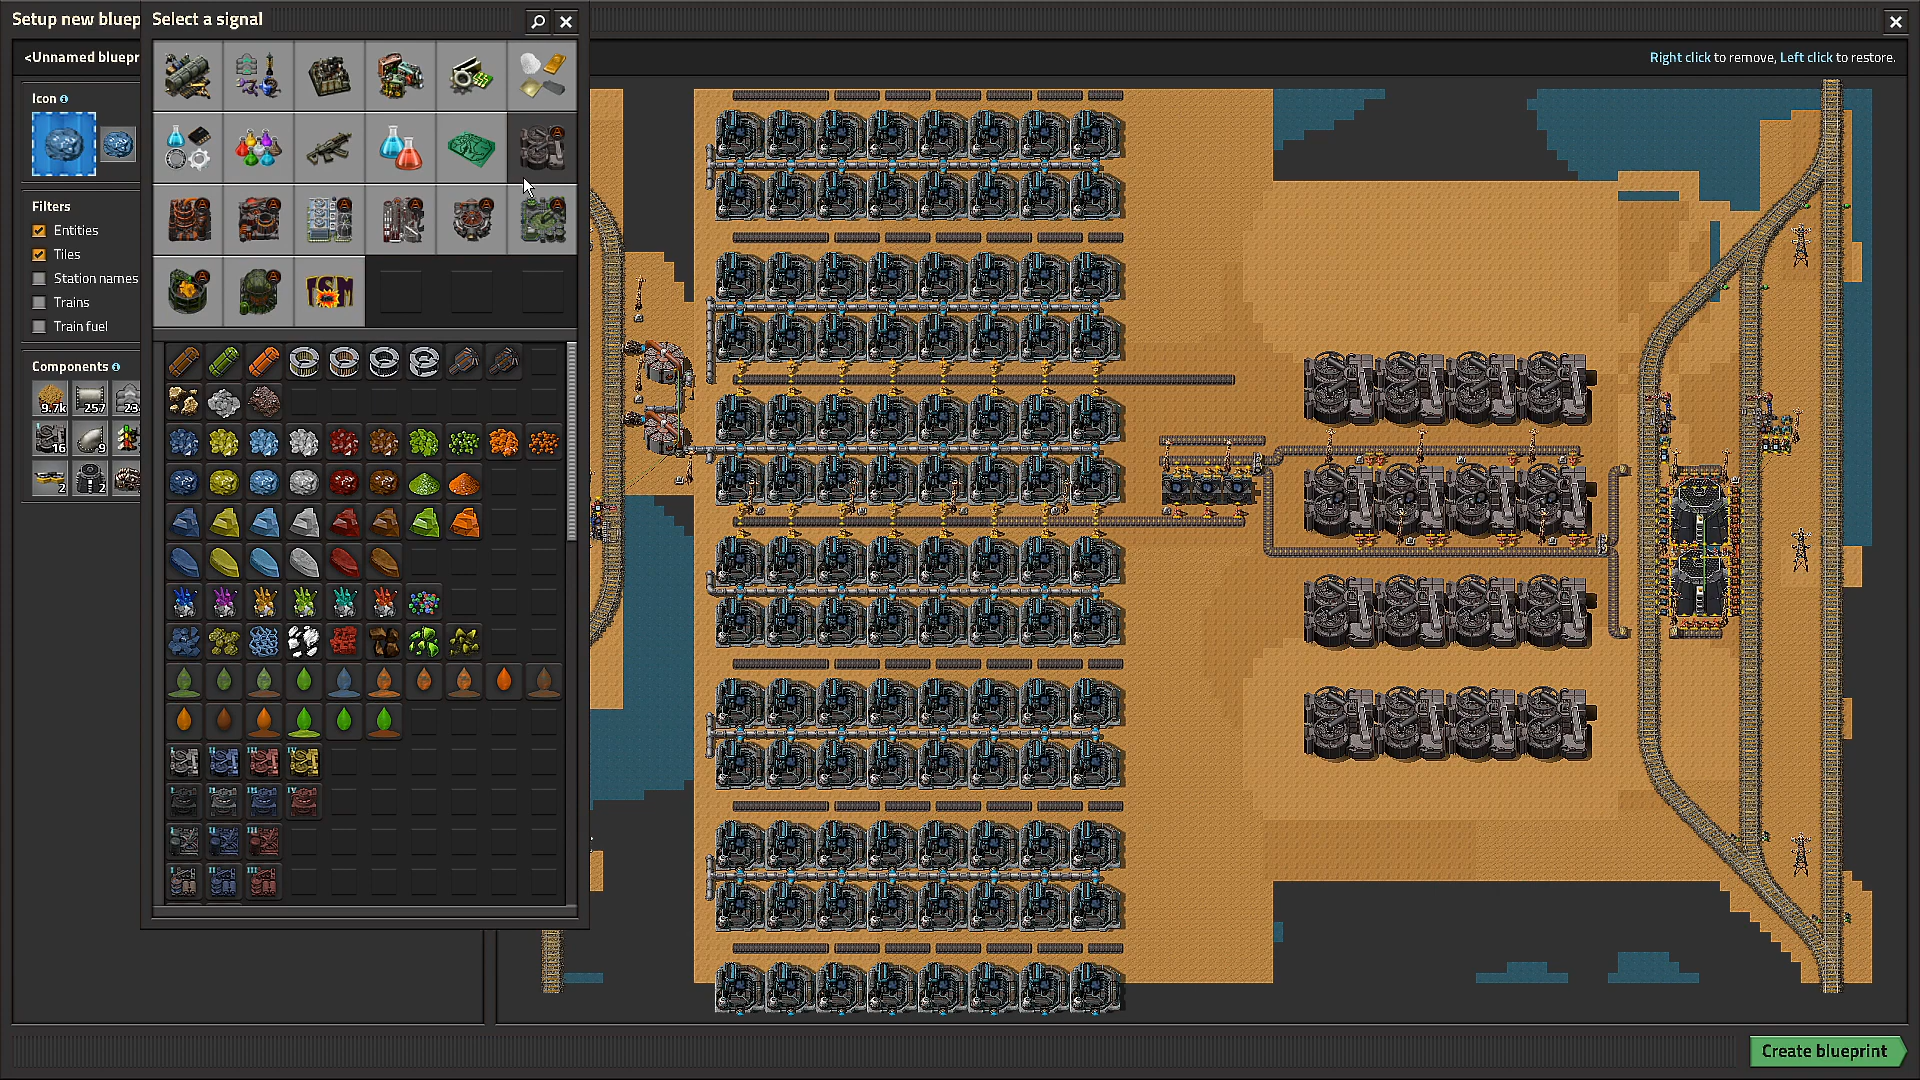 Setup new bluep
Select a signal
<Unnamed bluepr
Right click to remove, Left click to restore.
Icon
Filters
Entities
Tiles
Station names
Trains
Train fuel
Components
9.7k
257
23
16
9
2
2
TSM
Create blueprint